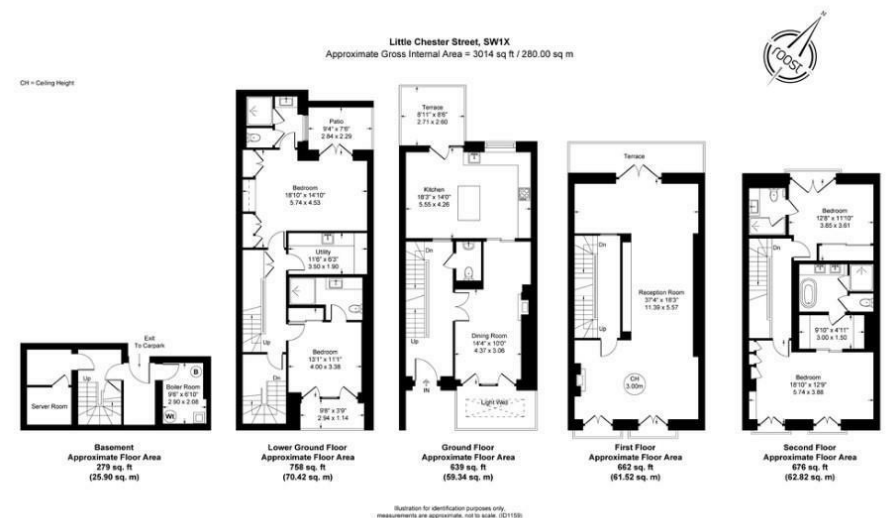 Little Chester Street, SW1X
Approximate Gross Internal Area = 3014 sq ft / 280.00 sq m
CH = Ceiling Height
N
roost
Exit
To Carpark
Up
Server Room
Boiler Room
9'6" x 6'10"
2.90 x 2.08
B
Wt
Basement
Approximate Floor Area
279 sq. ft
(25.90 sq. m)
Patio
9'4" x 7'6"
2.84 x 2.29
Bedroom
18'10" x 14'10"
5.74 x 4.53
Utility
11'6" x 6'3"
3.50 x 1.90
Up
Bedroom
13'1" x 11'1"
4.00 x 3.38
Dn
9'8" x 3'9"
2.94 x 1.14
Lower Ground Floor
Approximate Floor Area
758 sq. ft
(70.42 sq. m)
Terrace
8'11" x 8'6"
2.71 x 2.60
Kitchen
18'3" x 14'0"
5.55 x 4.26
Dn
Dining Room
14'4" x 10'0"
4.37 x 3.06
Up
IN
Light Well
Ground Floor
Approximate Floor Area
639 sq. ft
(59.34 sq. m)
Terrace
Dn
Reception Room
37'4" x 18'3"
11.39 x 5.57
Up
CH
3.00m
First Floor
Approximate Floor Area
662 sq. ft
(61.52 sq. m)
Bedroom
12'8" x 11'10"
3.85 x 3.61
Dn
9'10" x 4'11"
3.00 x 1.50
Bedroom
18'10" x 12'9"
5.74 x 3.88
Second Floor
Approximate Floor Area
676 sq. ft
(62.82 sq. m)
Illustration for identification purposes only,
measurements are approximate, not to scale. (ID1159)